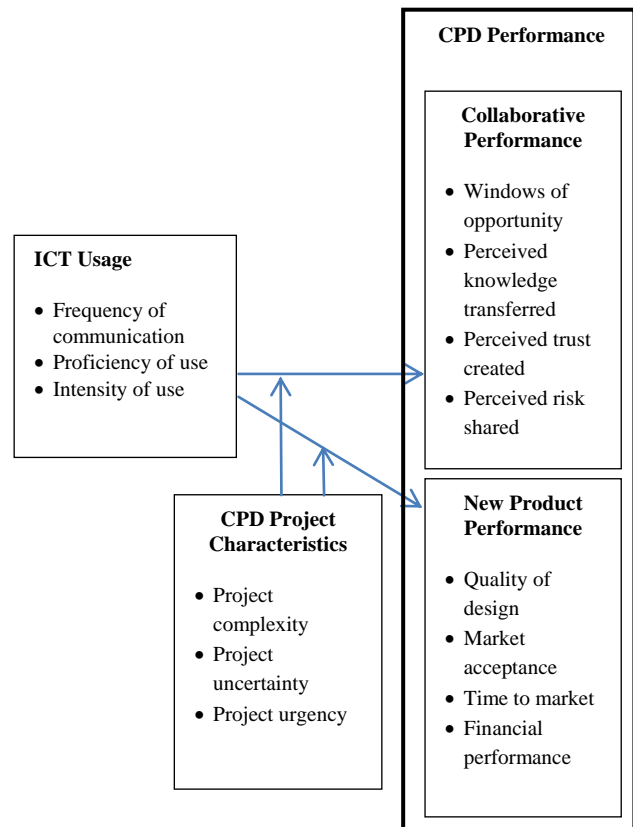 CPD Performance
Collaborative
Performance
• Windows of
opportunity
• Perceived
knowledge
transferred
• Perceived trust
created
• Perceived risk
shared
ICT Usage
• Frequency of
communication
• Proficiency of use
• Intensity of use
CPD Project
Characteristics
• Project
complexity
• Project
uncertainty
• Project urgency
New Product
Performance
• Quality of
design
• Market
acceptance
• Time to market
• Financial
performance